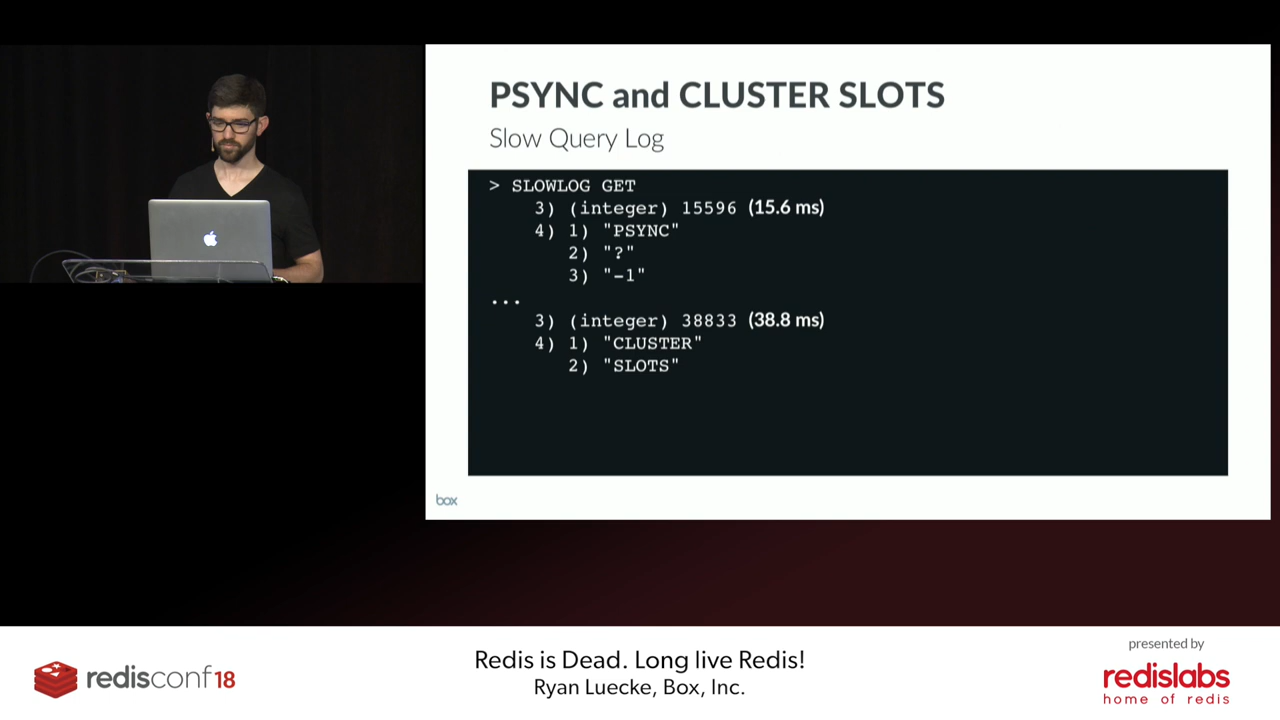 PSYNC and CLUSTER SLOTS
Slow Query Log
> SLOWLOG GET
3) (integer) 15596 (15.6 ms)
4) 1) "PSYNC"
2) "?"
3) "-1"
...
3) (integer) 38833 (38.8 ms)
4) 1) "CLUSTER"
2) "SLOTS"
box
redisconf18
Redis is Dead. Long live Redis!
Ryan Luecke, Box, Inc.
presented by
redislabs
home of redis